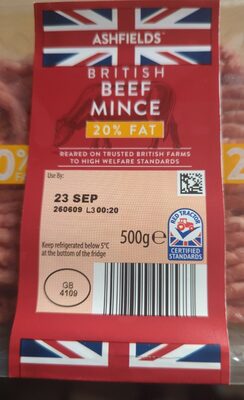 ASHFIELDS
BRITISH
BEEF
MINCE
20% FAT
REARED ON TRUSTED BRITISH FARMS
TO HIGH WELFARE STANDARDS
Use By:
23 SEP
260609 L3 00:20
500g e
RED TRACTOR
CERTIFIED
STANDARDS
Keep refrigerated below 5°C
at the bottom of the fridge
GB
4109